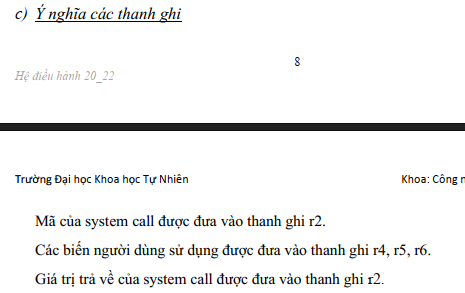 c) Ý nghĩa các thanh ghi
8
Hệ điều hành 20_22
Trường Đại học Khoa học Tự Nhiên
Khoa: Công
Mã của system call được đưa vào thanh ghi r2.
Các biến người dùng sử dụng được đưa vào thanh ghi r4, r5, r6.
Giá trị trả về của system call được đưa vào thanh ghi r2.